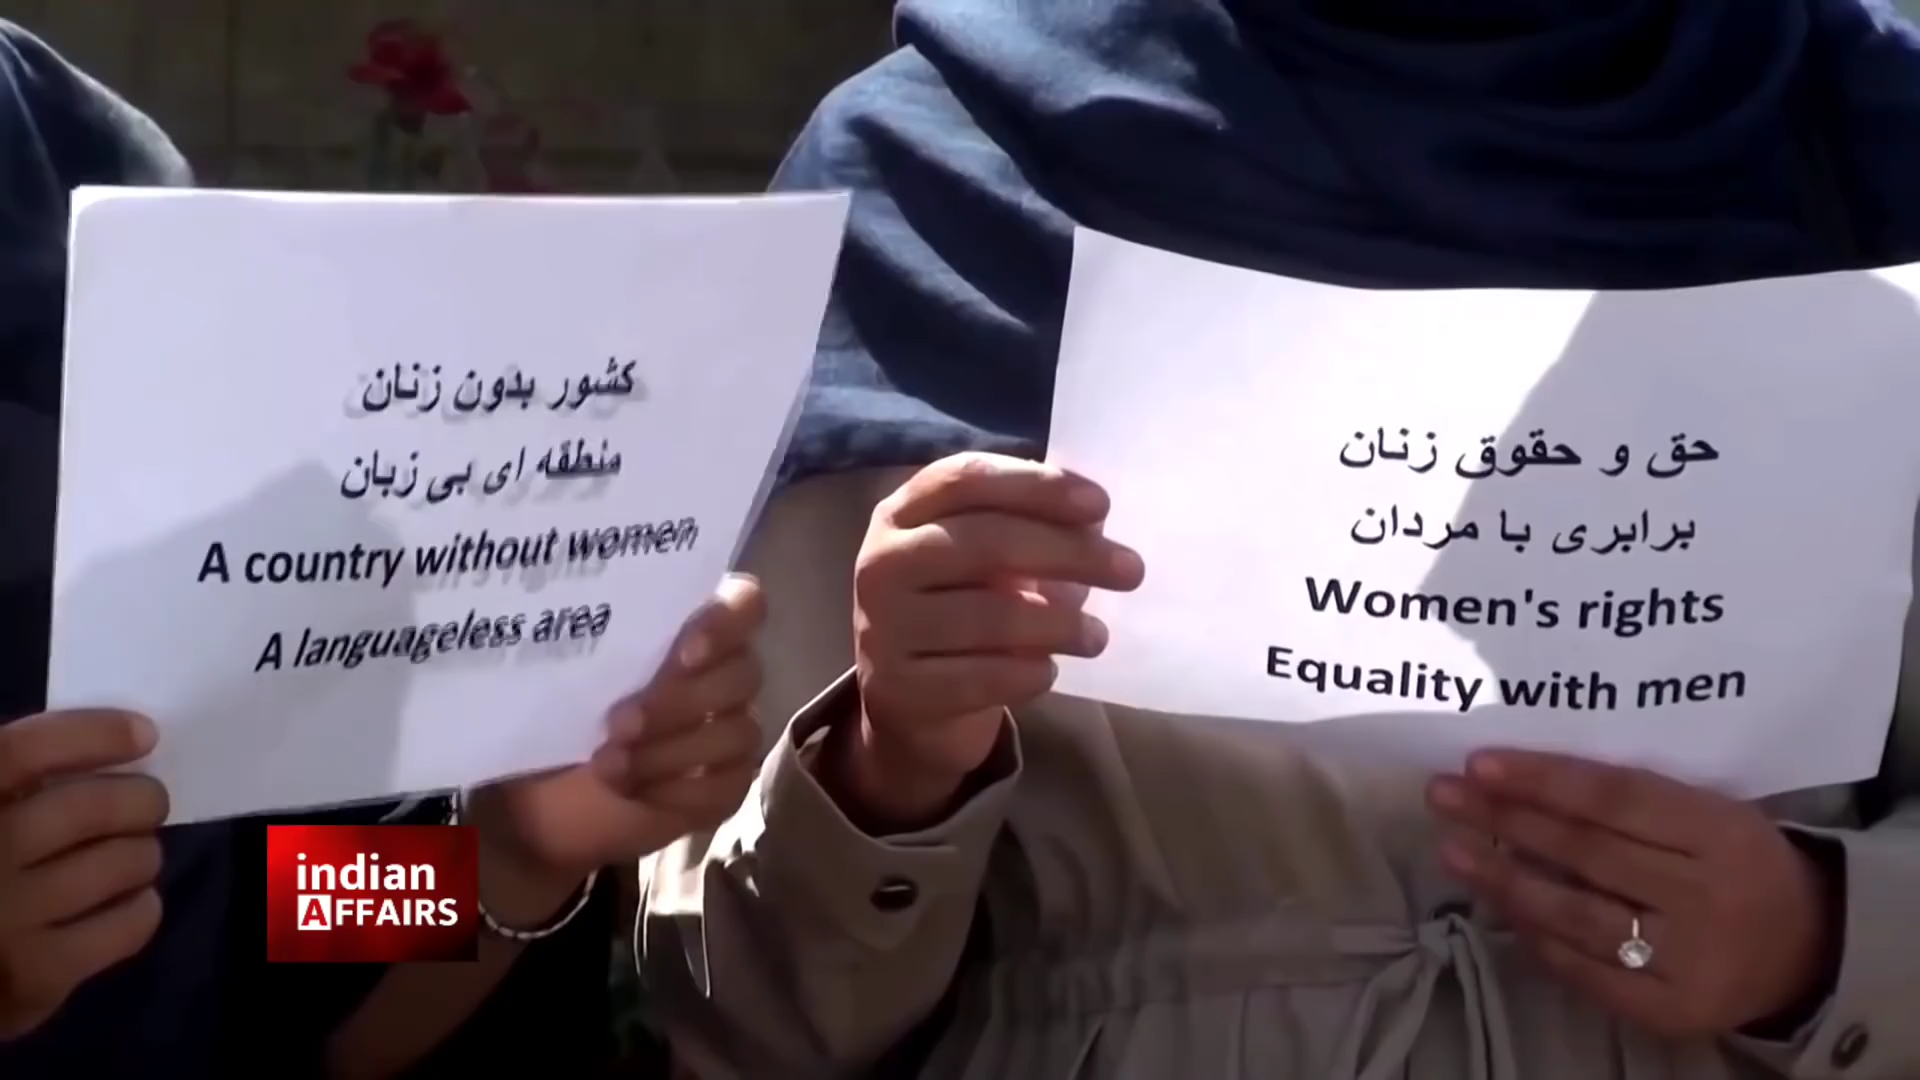 کشور بدون زنان
منطقه ای بی زبان
A country without women
A languageless area
حق و حقوق زنان
برابری با مردان
Women's rights
Equality with men
indian
AFFAIRS